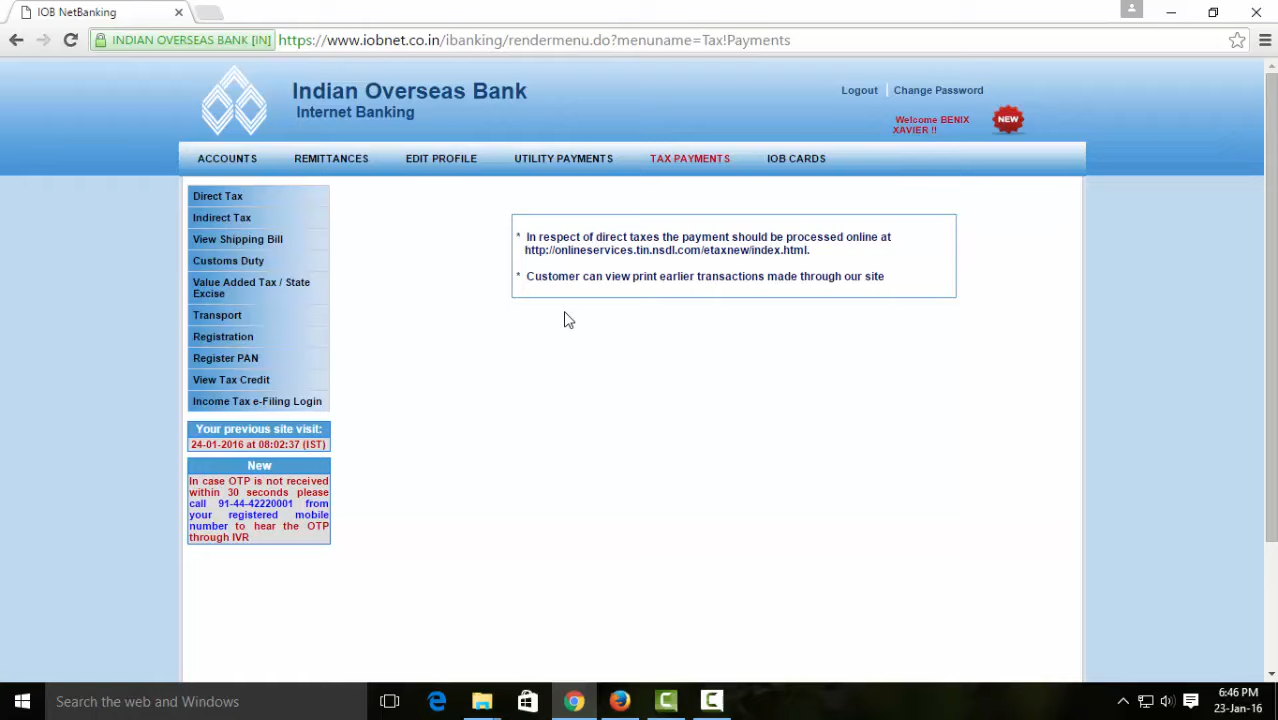 IOB NetBanking
INDIAN OVERSEAS BANK [IN]
https://www.iobnet.co.in/ibanking/rendermenu.do?menuname=Tax!Payments
Indian Overseas Bank
Internet Banking
Logout
Change Password
Welcome BENIX
XAVIER !!
NEW
ACCOUNTS
REMITTANCES
EDIT PROFILE
UTILITY PAYMENTS
TAX PAYMENTS
IOB CARDS
Direct Tax
Indirect Tax
View Shipping Bill
Customs Duty
Value Added Tax / State
Excise
Transport
Registration
Register PAN
View Tax Credit
Income Tax e-Filing Login
* In respect of direct taxes the payment should be processed online at
http://onlineservices.tin.nsdl.com/etaxnew/index.html.
* Customer can view print earlier transactions made through our site
Your previous site visit:
24-01-2016 at 08:02:37 (IST)
New
In case OTP is not received
within 30 seconds please
call 91-44-42220001 from
your registered mobile
number to hear the OTP
through IVR
Search the web and Windows
6:46 PM
23-Jan-16